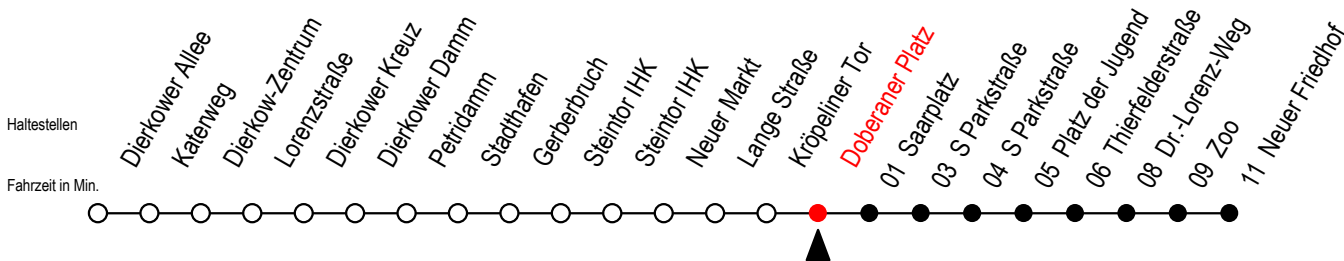 Haltestellen
Fahrzeit in Min.
Dierkower Allee
Katerweg
Dierkow-Zentrum
Lorenzstraße
Dierkower Kreuz
Dierkower Damm
Petridamm
Stadthafen
Gerberbruch
Steintor IHK
Steintor IHK
Neuer Markt
Lange Straße
Kröpeliner Tor
Doberaner Platz
01 Saarplatz
03 S Parkstraße
04 S Parkstraße
05 Platz der Jugend
06 Thierfelderstraße
08 Dr.-Lorenz-Weg
09 Zoo
11 Neuer Friedhof